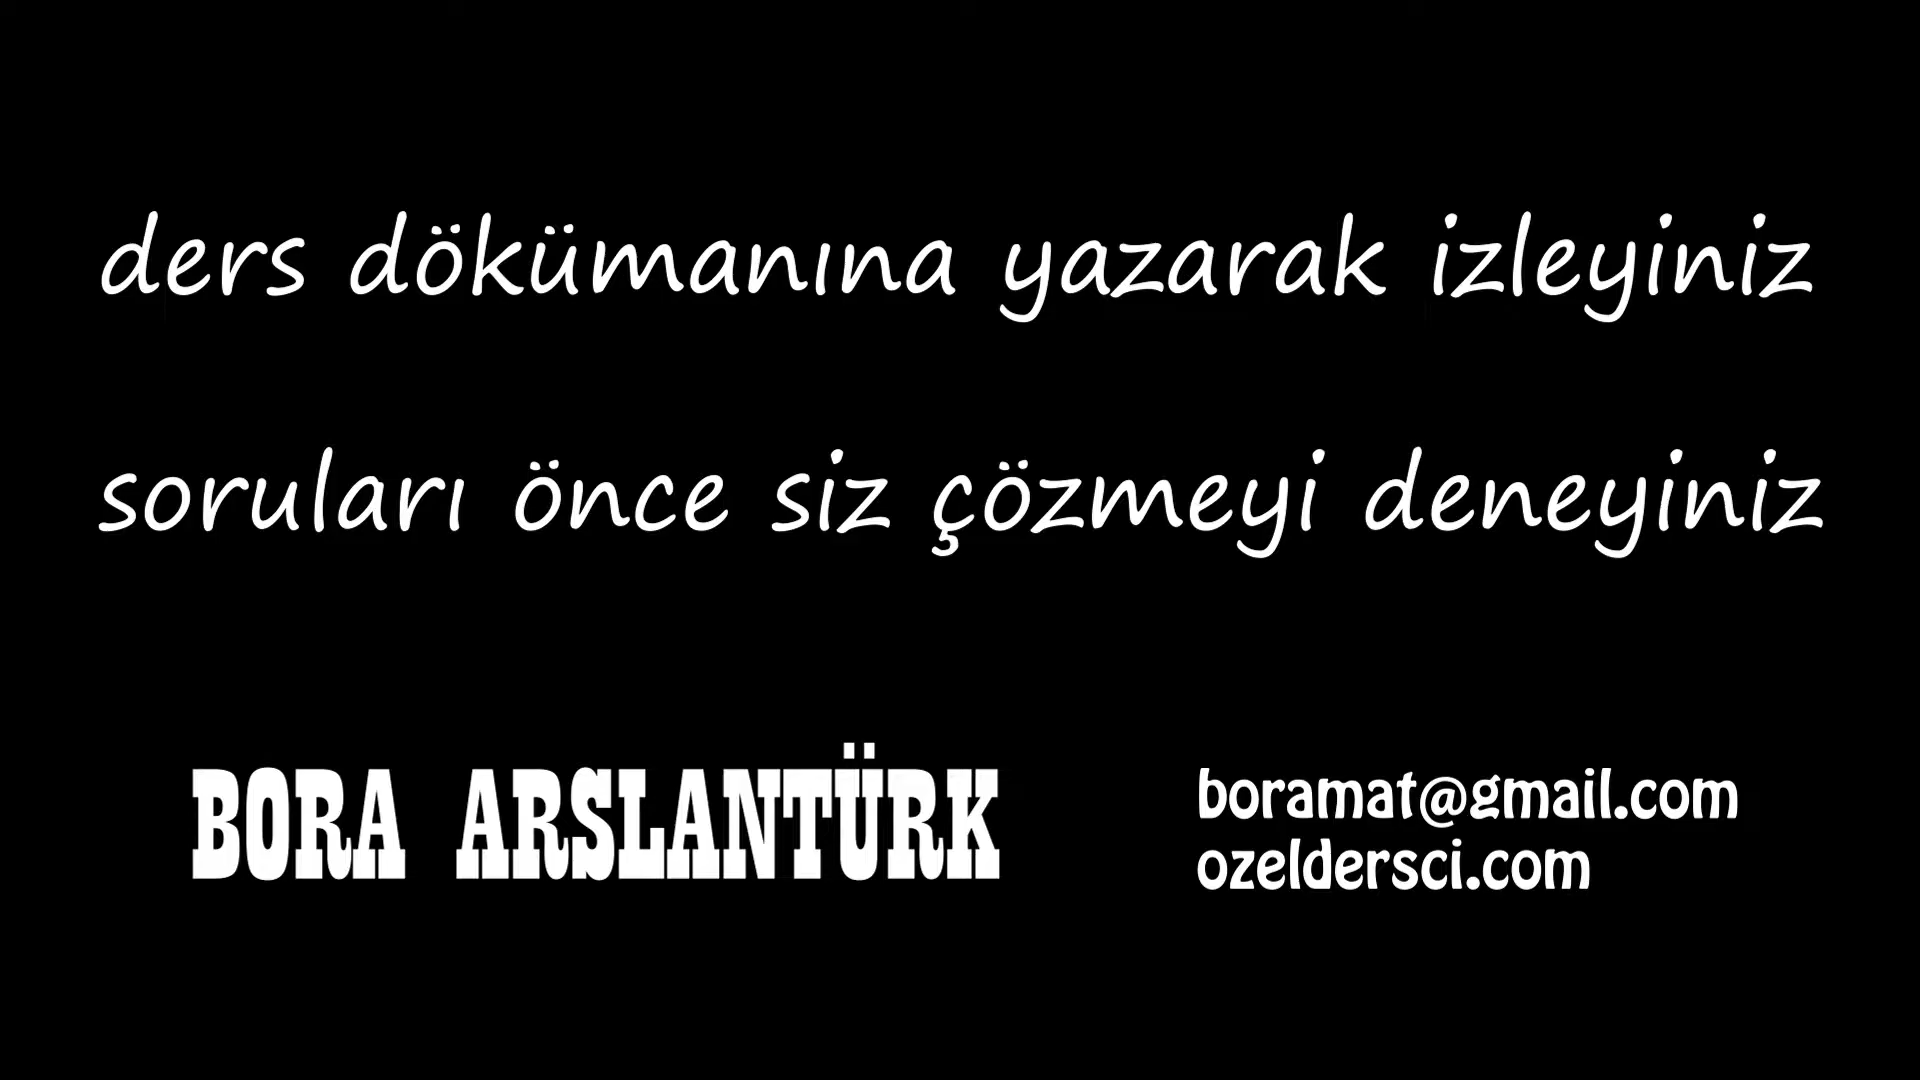 ders dökümanına yazarak izleyiniz
soruları önce siz çözmeyi deneyiniz
BORA ARSLANTÜRK
boramat@gmail.com
ozeldersci.com